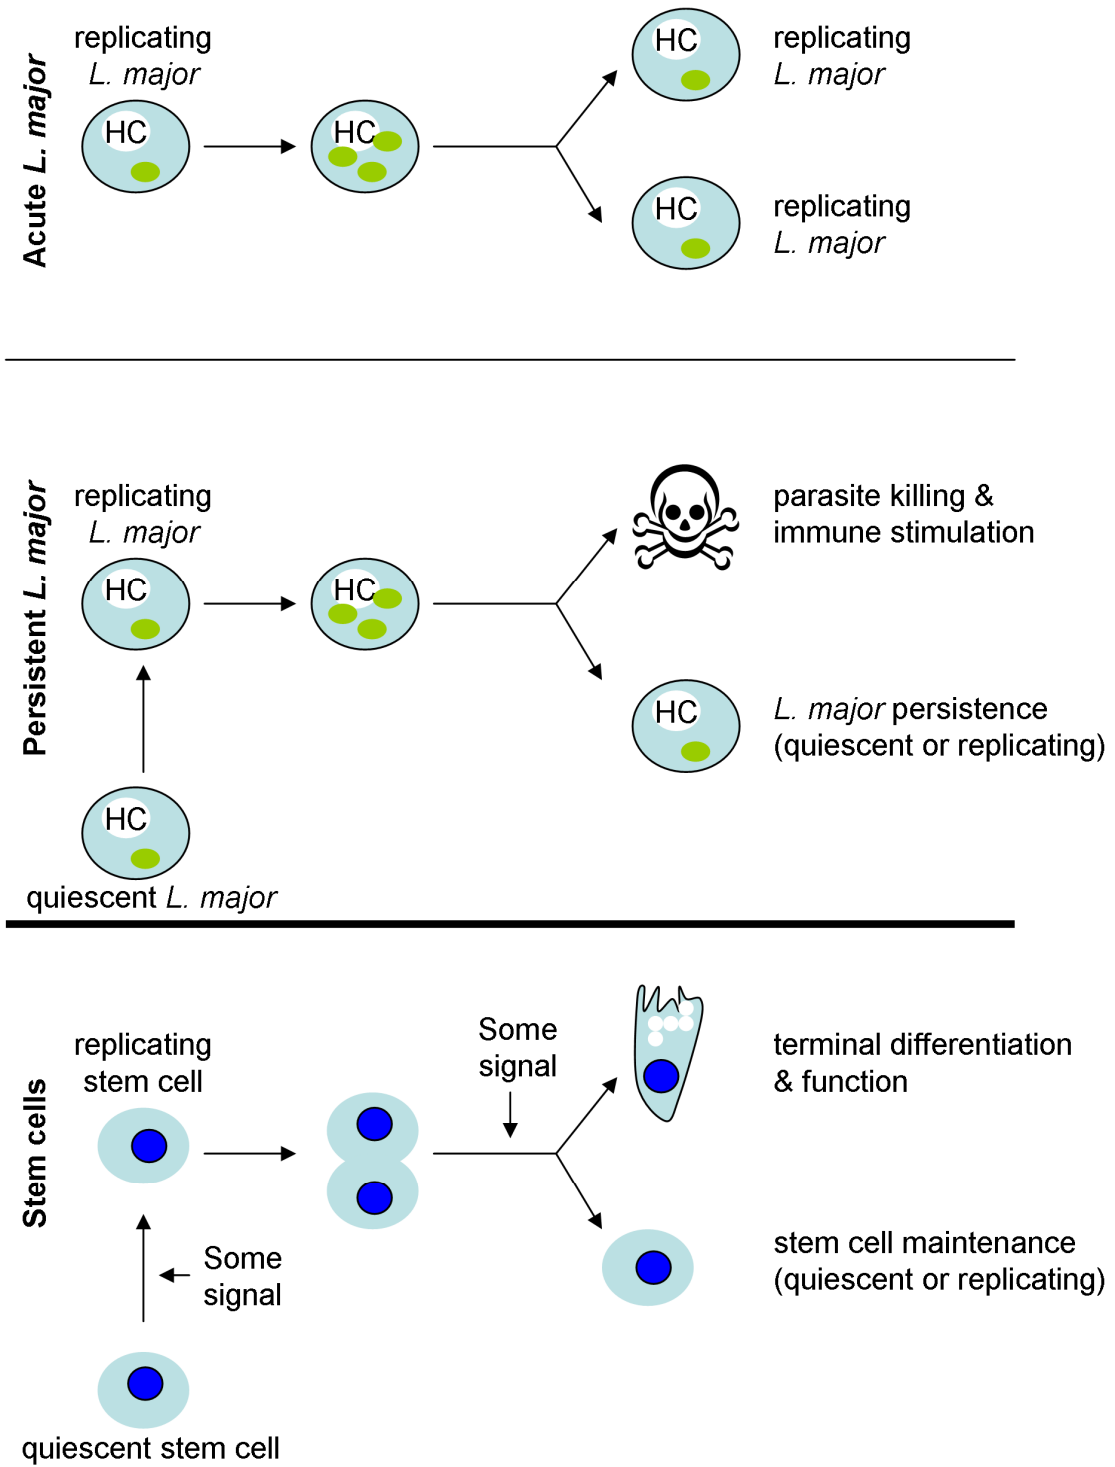 Acute L. major
replicating
L. major
HC
HC
HC
replicating
L. major
HC
replicating
L. major
Persistent L. major
replicating
L. major
HC
HC
parasite killing &
immune stimulation
HC
L. major persistence
(quiescent or replicating)
HC
quiescent L. major
Stem cells
replicating
stem cell
Some
signal
terminal differentiation
& function
Some
signal
stem cell maintenance
(quiescent or replicating)
quiescent stem cell